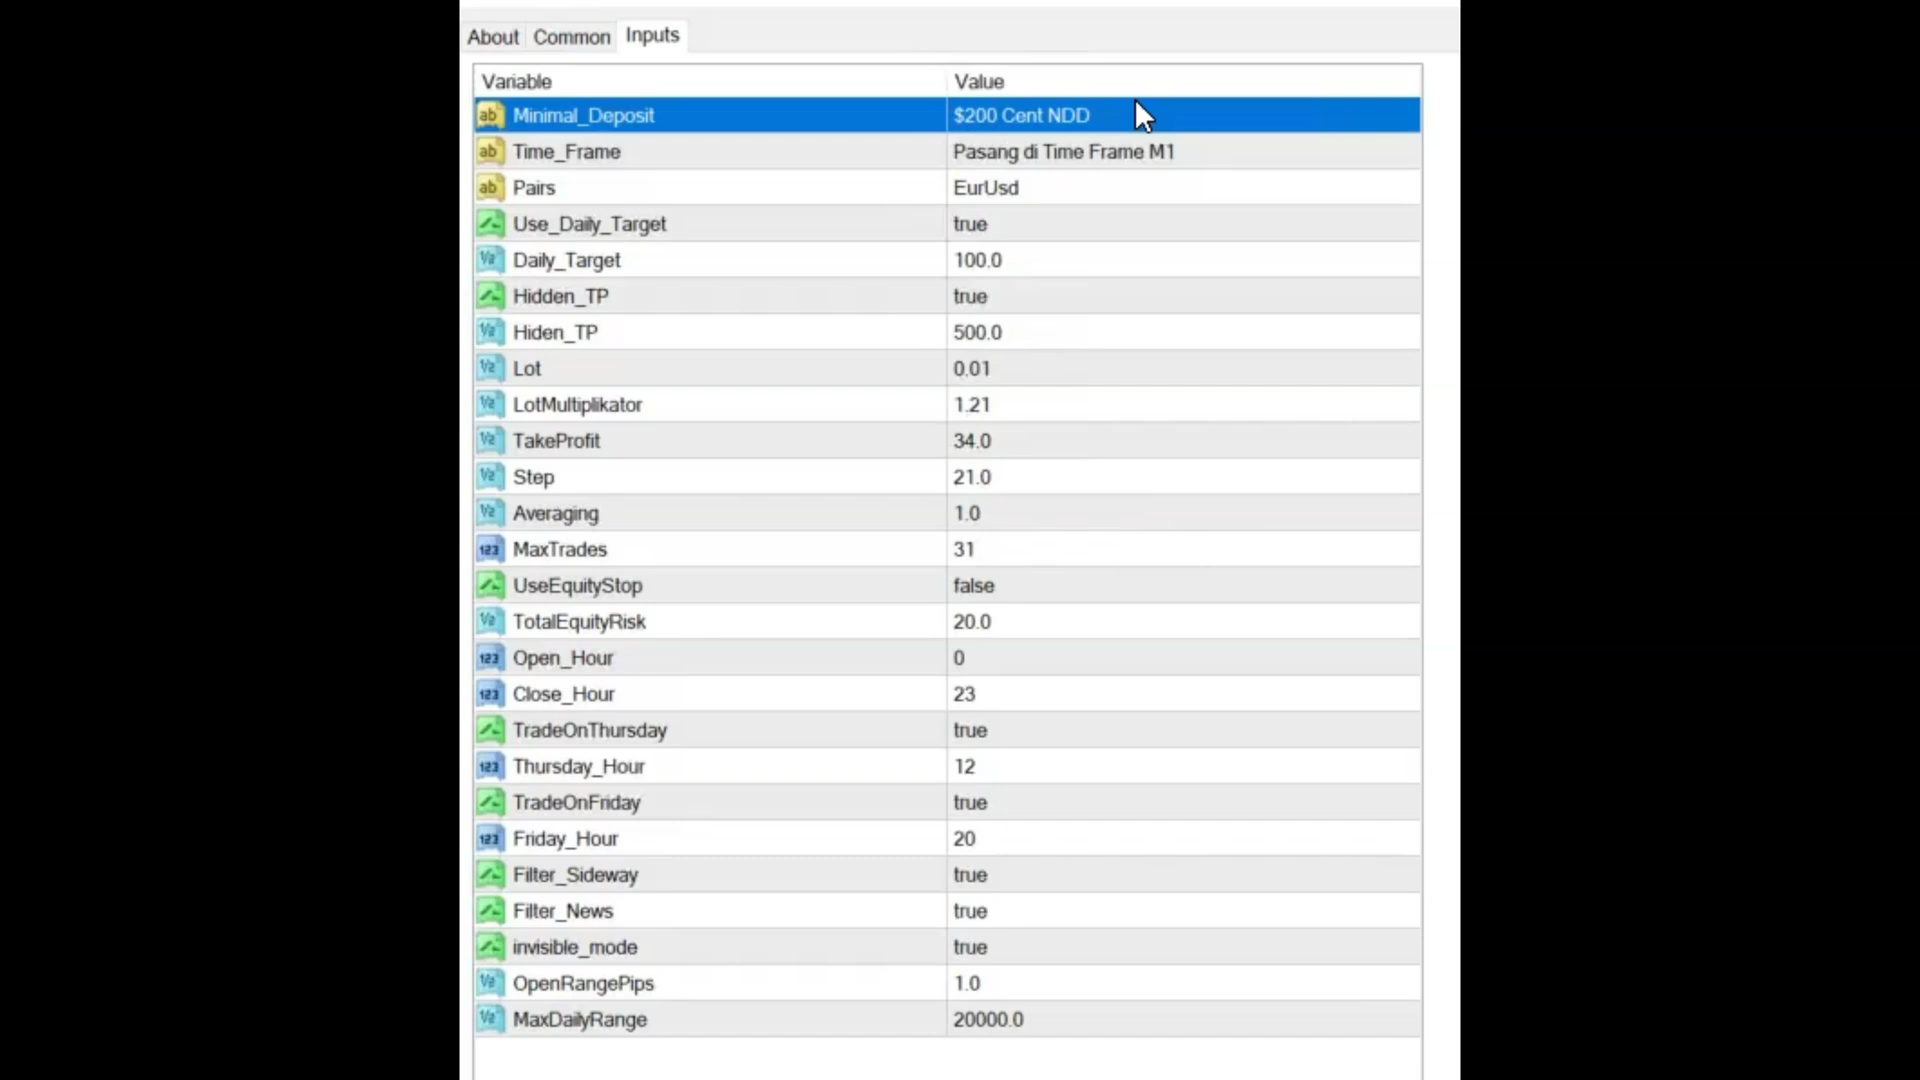 About Common Inputs
Variable Value
Minimal_Deposit $200 Cent NDD
Time_Frame Pasang di Time Frame M1
Pairs EurUsd
Use_Daily_Target true
Daily_Target 100.0
Hidden_TP true
Hiden_TP 500.0
Lot 0.01
LotMultiplikator 1.21
TakeProfit 34.0
Step 21.0
Averaging 1.0
MaxTrades 31
UseEquityStop false
TotalEquityRisk 20.0
Open_Hour 0
Close_Hour 23
TradeOnThursday true
Thursday_Hour 12
TradeOnFriday true
Friday_Hour 20
Filter_Sideway true
Filter_News true
invisible_mode true
OpenRangePips 1.0
MaxDailyRange 20000.0